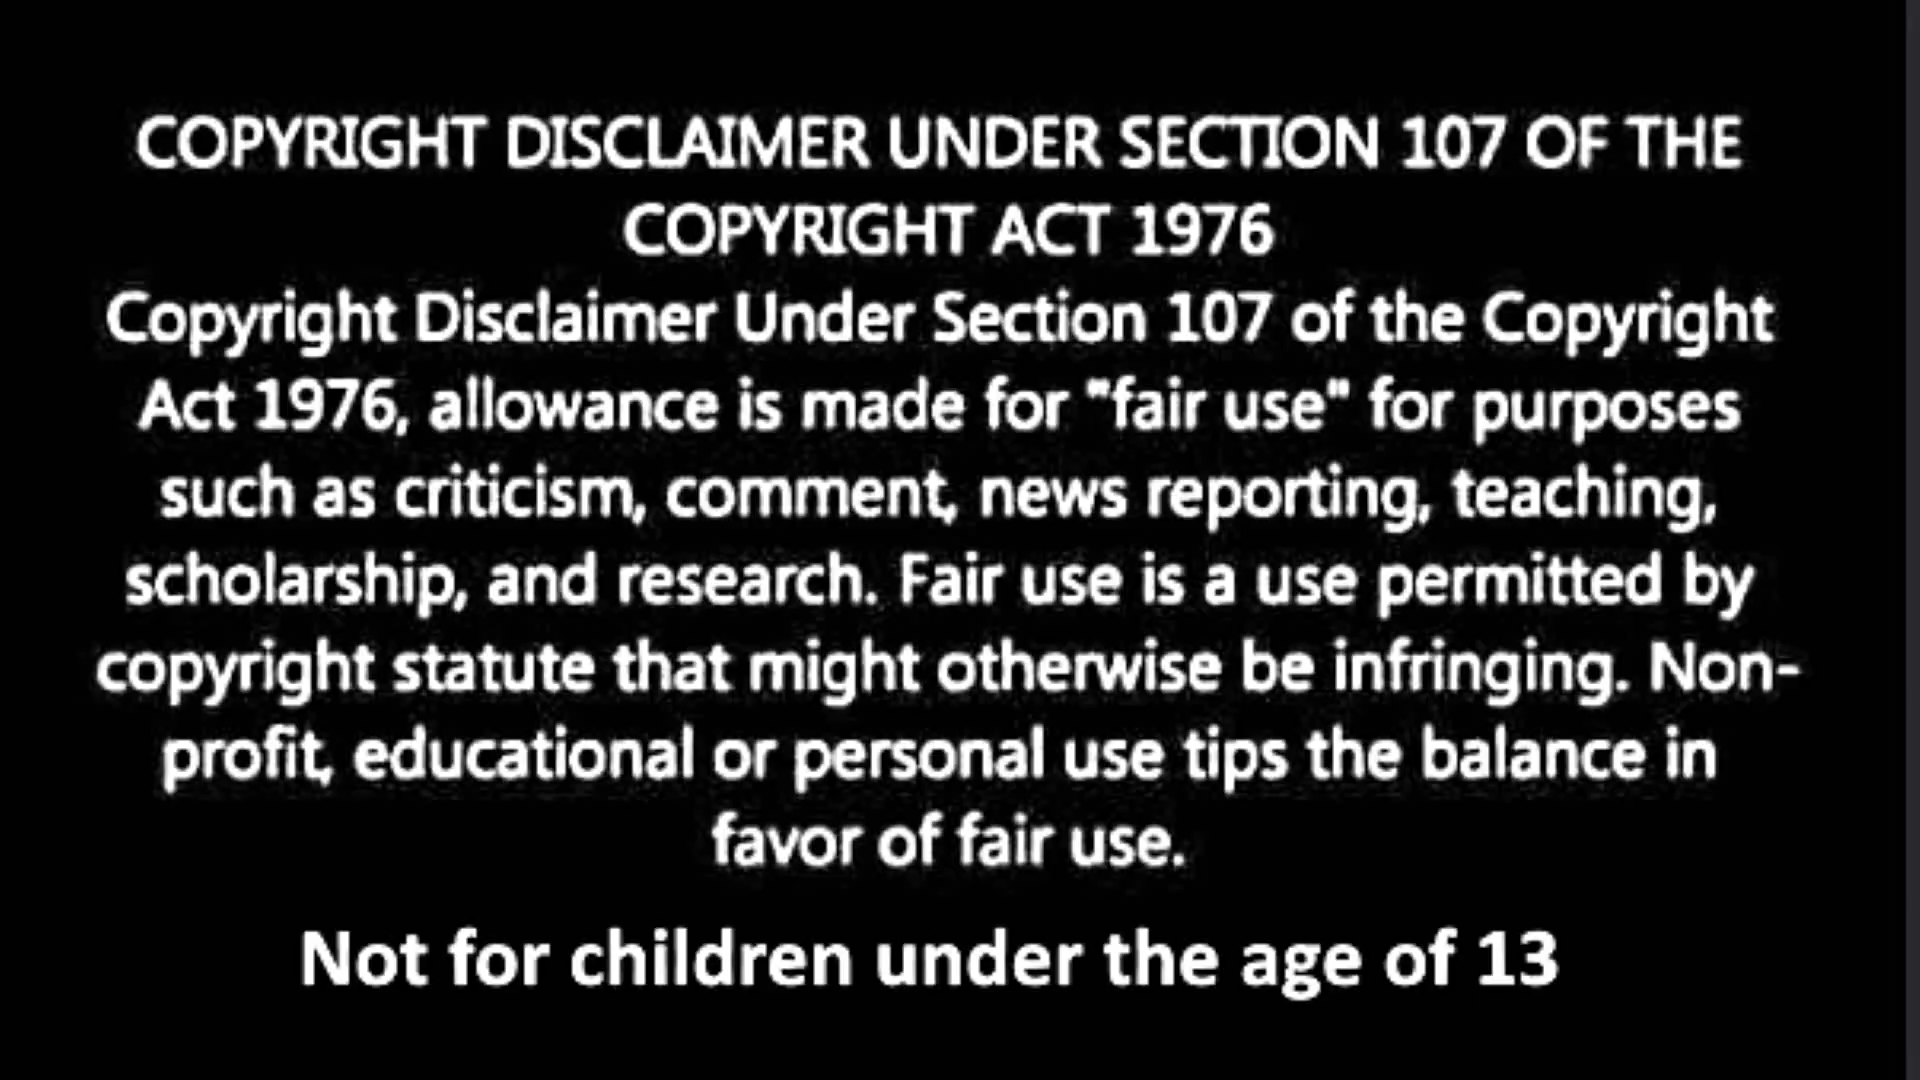 COPYRIGHT DISCLAIMER UNDER SECTION 107 OF THE
COPYRIGHT ACT 1976
Copyright Disclaimer Under Section 107 of the Copyright
Act 1976, allowance is made for "fair use" for purposes
such as criticism, comment, news reporting, teaching,
scholarship, and research. Fair use is a use permitted by
copyright statute that might otherwise be infringing. Non-
profit, educational or personal use tips the balance in
favor of fair use.
Not for children under the age of 13